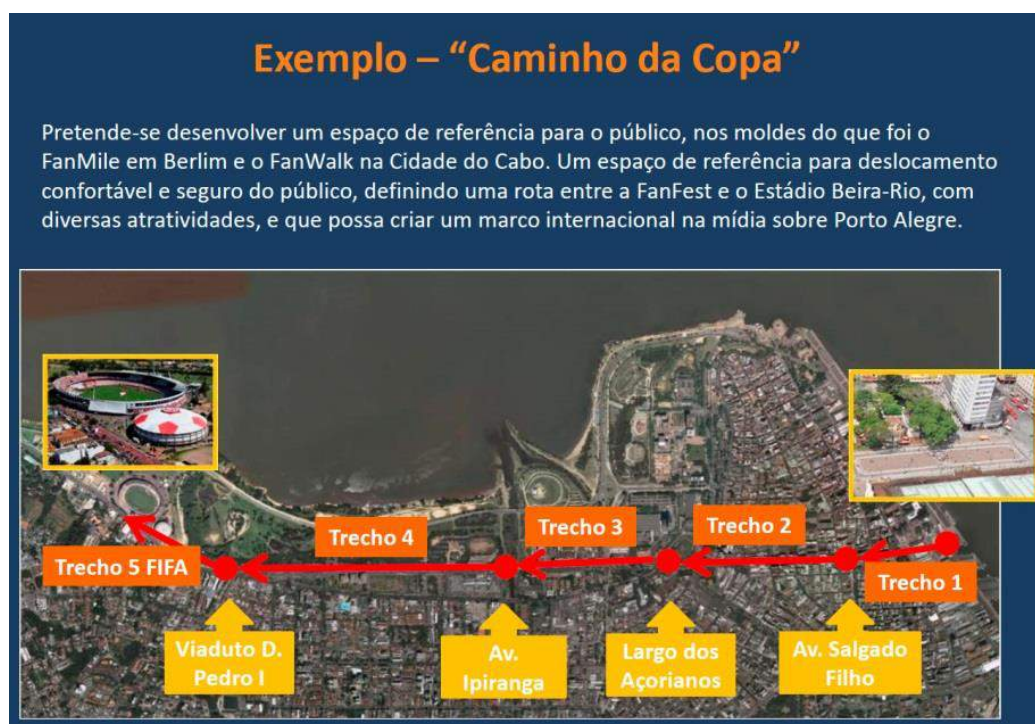 Exemplo – “Caminho da Copa”
Pretende-se desenvolver um espaço de referência para o público, nos moldes do que foi o
FanMile em Berlim e o FanWalk na Cidade do Cabo. Um espaço de referência para deslocamento
confortável e seguro do público, definindo uma rota entre a FanFest e o Estádio Beira-Rio, com
diversas atratividades, e que possa criar um marco internacional na mídia sobre Porto Alegre.
Trecho 5 FIFA
Trecho 4
Trecho 3
Trecho 2
Trecho 1
Viaduto D.
Pedro I
Av.
Ipiranga
Largo dos
Açorianos
Av. Salgado
Filho